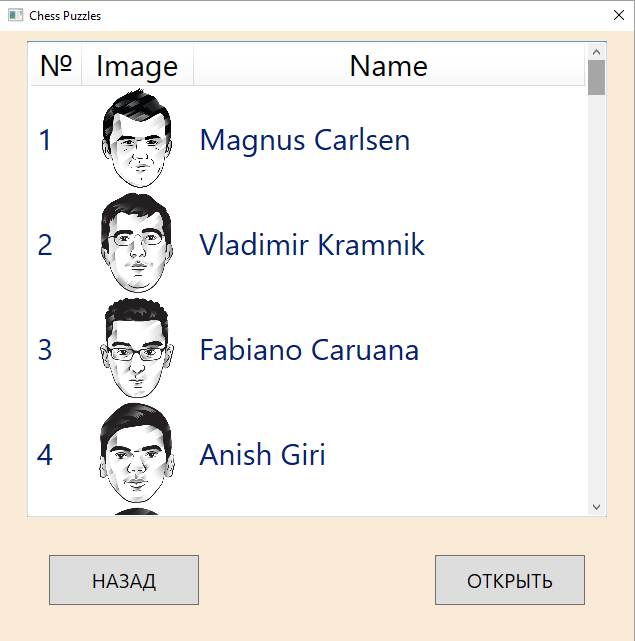 Chess Puzzles
№ Image Name
1 Magnus Carlsen
2 Vladimir Kramnik
3 Fabiano Caruana
4 Anish Giri
НАЗАД ОТКРЫТЬ